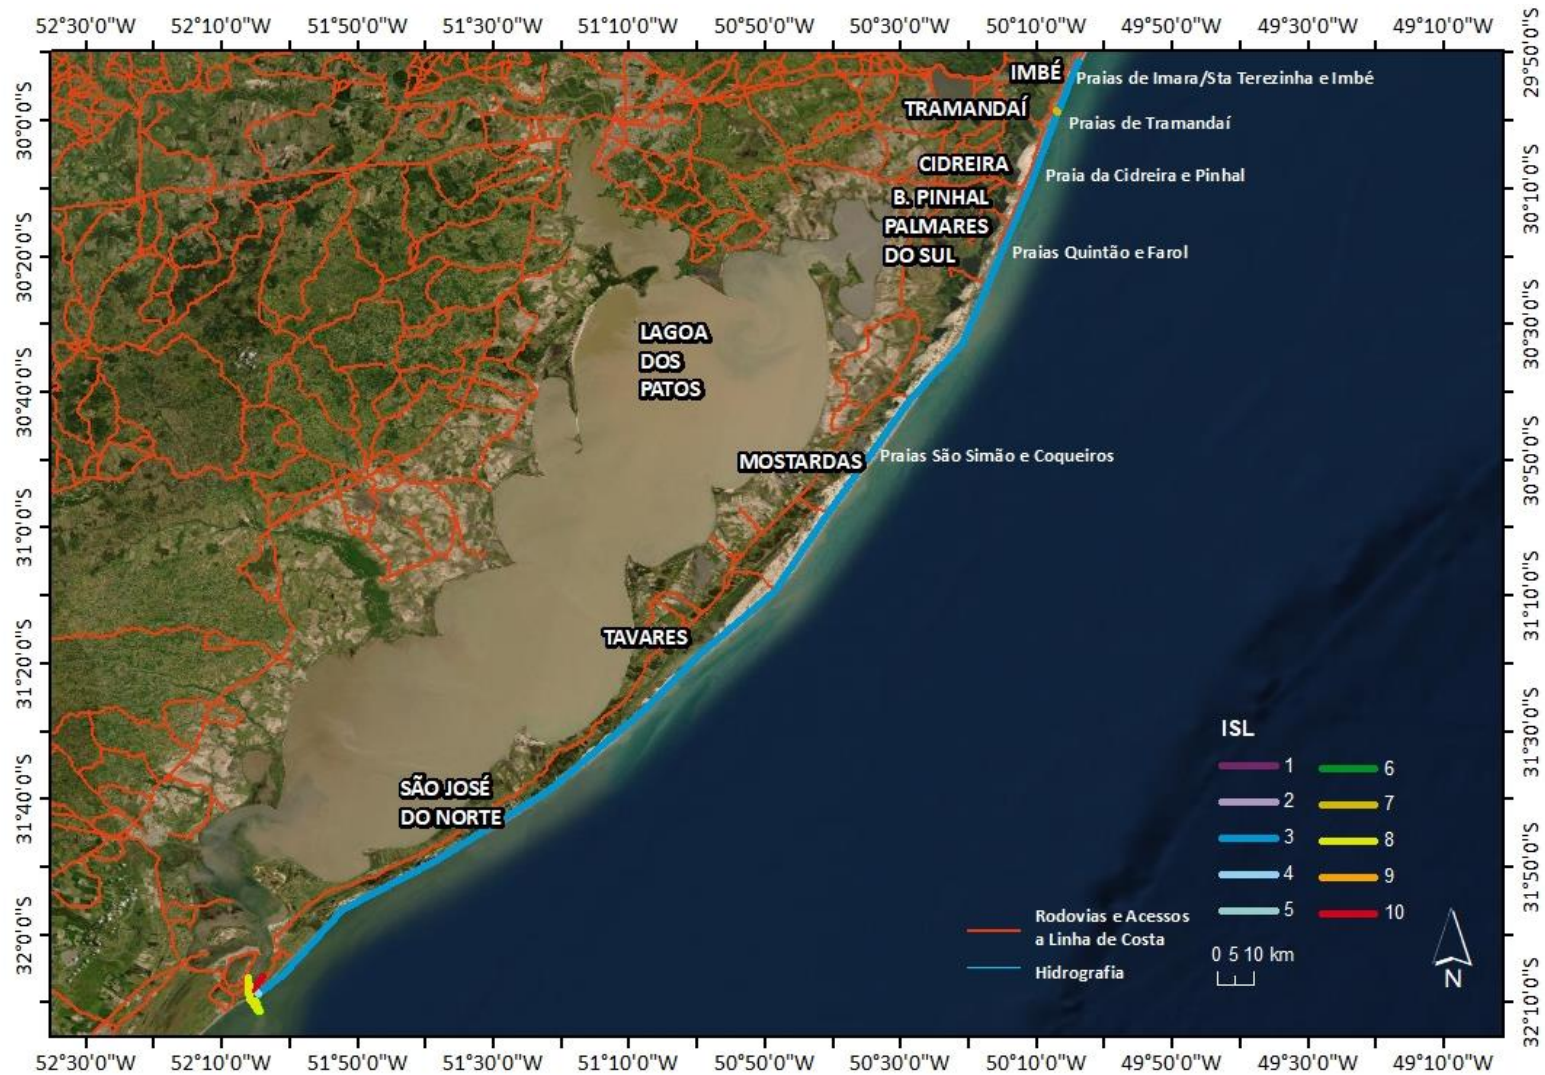 52°30'0"W 52°10'0"W 51°50'0"W 51°30'0"W 51°10'0"W 50°50'0"W 50°30'0"W 50°10'0"W 49°50'0"W 49°30'0"W 49°10'0"W
29°50'0"S
30°0'0"S
30°10'0"S
30°20'0"S
30°30'0"S
30°40'0"S
30°50'0"S
31°0'0"S
31°10'0"S
31°20'0"S
31°30'0"S
31°40'0"S
31°50'0"S
32°0'0"S
32°10'0"S
IMBÉ
Praias de Imara/Sta Terezinha e Imbé
TRAMANDAÍ
Praias de Tramandaí
CIDREIRA
Praia da Cidreira e Pinhal
B. PINHAL
PALMARES
DO SUL
Praias Quintão e Farol
LAGOA
DOS
PATOS
MOSTARDAS
Praias São Simão e Coqueiros
TAVARES
SÃO JOSÉ
DO NORTE
ISL
1
2
3
4
5
6
7
8
9
10
Rodovias e Acessos
a Linha de Costa
Hidrografia
0 5 10 km
N
52°30'0"W 52°10'0"W 51°50'0"W 51°30'0"W 51°10'0"W 50°50'0"W 50°30'0"W 50°10'0"W 49°50'0"W 49°30'0"W 49°10'0"W